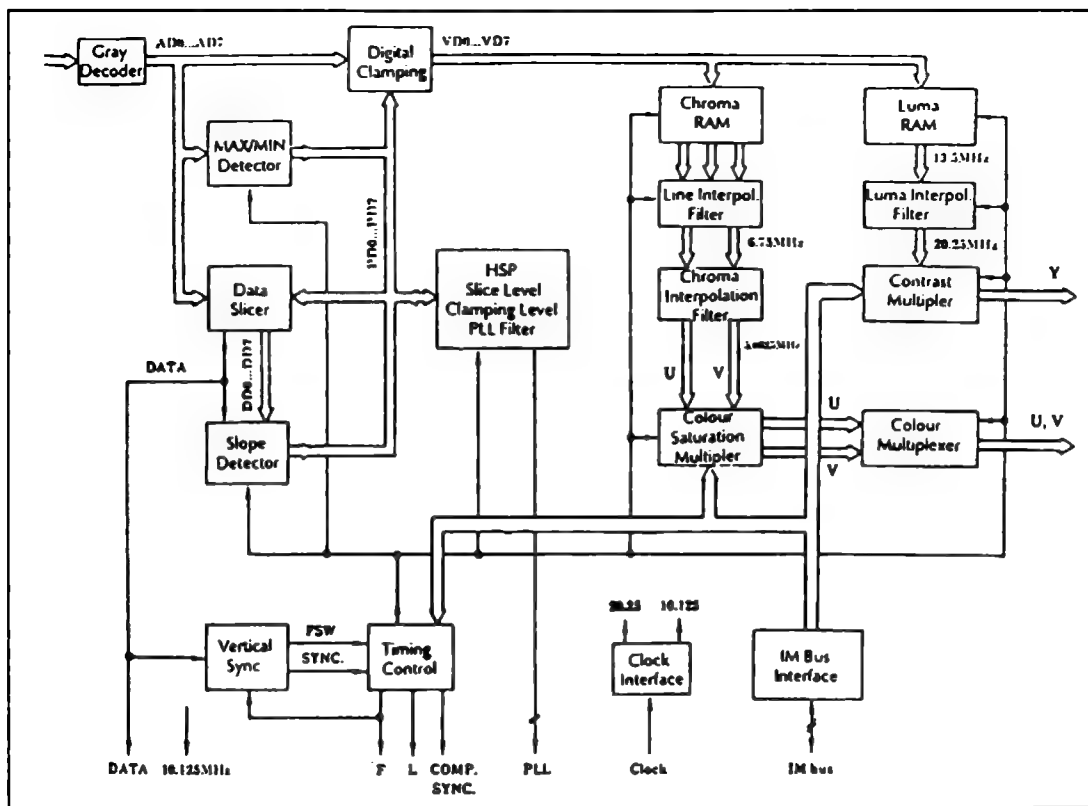 Gray
Decoder
AD0...AD7
Digital
Clamping
VD0...VD7
Chroma
RAM
Luma
RAM
MAX/MIN
Detector
13.5MHz
Line Interpol.
Filter
Luma Interpol.
Filter
6.75MHz
20.25MHz
HSP
Slice Level
Clamping Level
PLL Filter
Chroma
Interpolation
Filter
Contrast
Multipler
Y
Data
Slicer
DATA
U
V
Slope
Detector
Colour
Saturation
Multipler
U
V
Colour
Multiplexer
U, V
Vertical
Sync
FSW
SYNC.
Timing
Control
20.25
10.125
Clock
Interface
IM Bus
Interface
DATA
10.125MHz
F
L
COMP.
SYNC.
PLL
Clock
IM bus